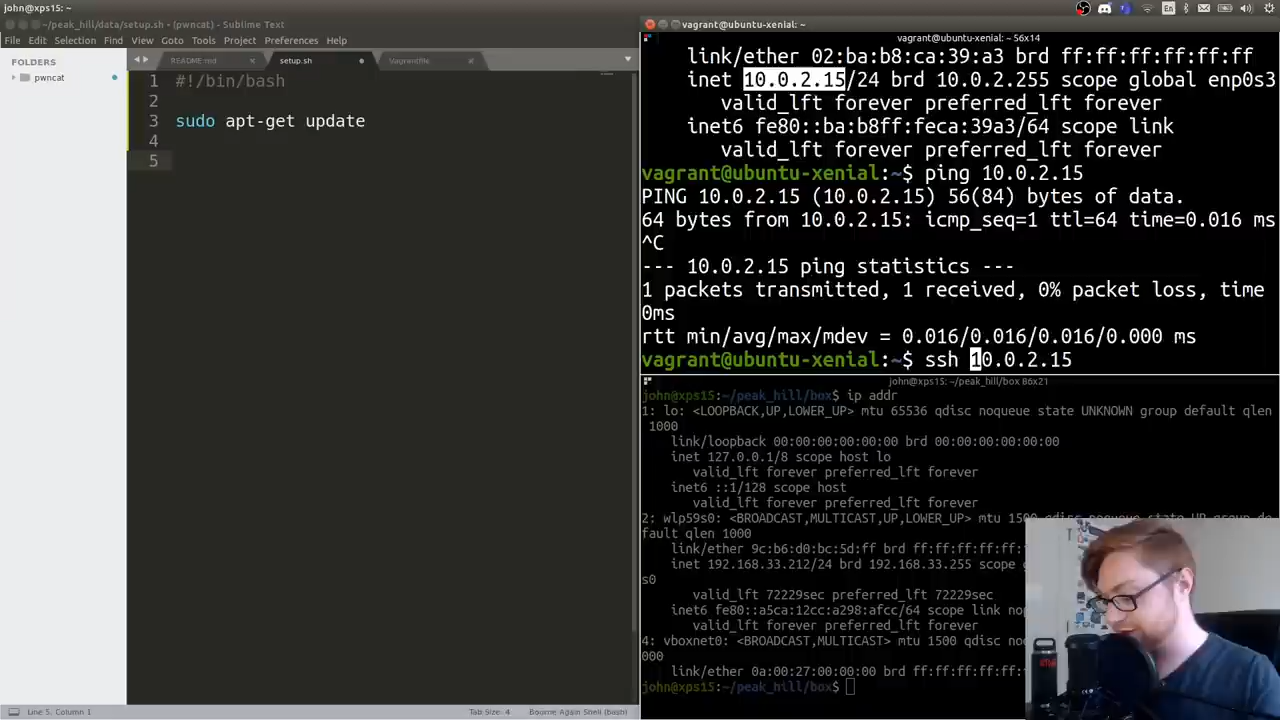 john@xps15: ~
~/peak_hill/data/setup.sh • (pwncat) - Sublime Text
File Edit Selection Find View Goto Tools Project Preferences Help
FOLDERS
pwncat
README.md
setup.sh
Vagrantfile
1 #!/bin/bash
2
3 sudo apt-get update
4
5
Line 5, Column 1
Tab Size: 4
Bourne Again Shell (bash)
En
vagrant@ubuntu-xenial: ~
vagrant@ubuntu-xenial: ~ 56x14
link/ether 02:ba:b8:ca:39:a3 brd ff:ff:ff:ff:ff:ff
inet 10.0.2.15/24 brd 10.0.2.255 scope global enp0s3
valid_lft forever preferred_lft forever
inet6 fe80::ba:b8ff:feca:39a3/64 scope link
valid_lft forever preferred_lft forever
vagrant@ubuntu-xenial:~$ ping 10.0.2.15
PING 10.0.2.15 (10.0.2.15) 56(84) bytes of data.
64 bytes from 10.0.2.15: icmp_seq=1 ttl=64 time=0.016 ms
^C
--- 10.0.2.15 ping statistics ---
1 packets transmitted, 1 received, 0% packet loss, time
0ms
rtt min/avg/max/mdev = 0.016/0.016/0.016/0.000 ms
vagrant@ubuntu-xenial:~$ ssh 10.0.2.15
john@xps15: ~/peak_hill/box 86x21
john@xps15:~/peak_hill/box$ ip addr
1: lo: <LOOPBACK,UP,LOWER_UP> mtu 65536 qdisc noqueue state UNKNOWN group default qlen
1000
link/loopback 00:00:00:00:00:00 brd 00:00:00:00:00:00
inet 127.0.0.1/8 scope host lo
valid_lft forever preferred_lft forever
inet6 ::1/128 scope host
valid_lft forever preferred_lft forever
2: wlp59s0: <BROADCAST,MULTICAST,UP,LOWER_UP> mtu 1500 qdisc noqueue state UP group de
fault qlen 1000
link/ether 9c:b6:d0:bc:5d:ff brd ff:ff:ff:ff:
inet 192.168.33.212/24 brd 192.168.33.255 scope
s0
valid_lft 72229sec preferred_lft 72229sec
inet6 fe80::a5ca:12cc:a298:afcc/64 scope link
valid_lft forever preferred_lft forever
4: vboxnet0: <BROADCAST,MULTICAST> mtu 1500 qdisc
000
link/ether 0a:00:27:00:00:00 brd ff:ff:ff:ff:
john@xps15:~/peak_hill/box$